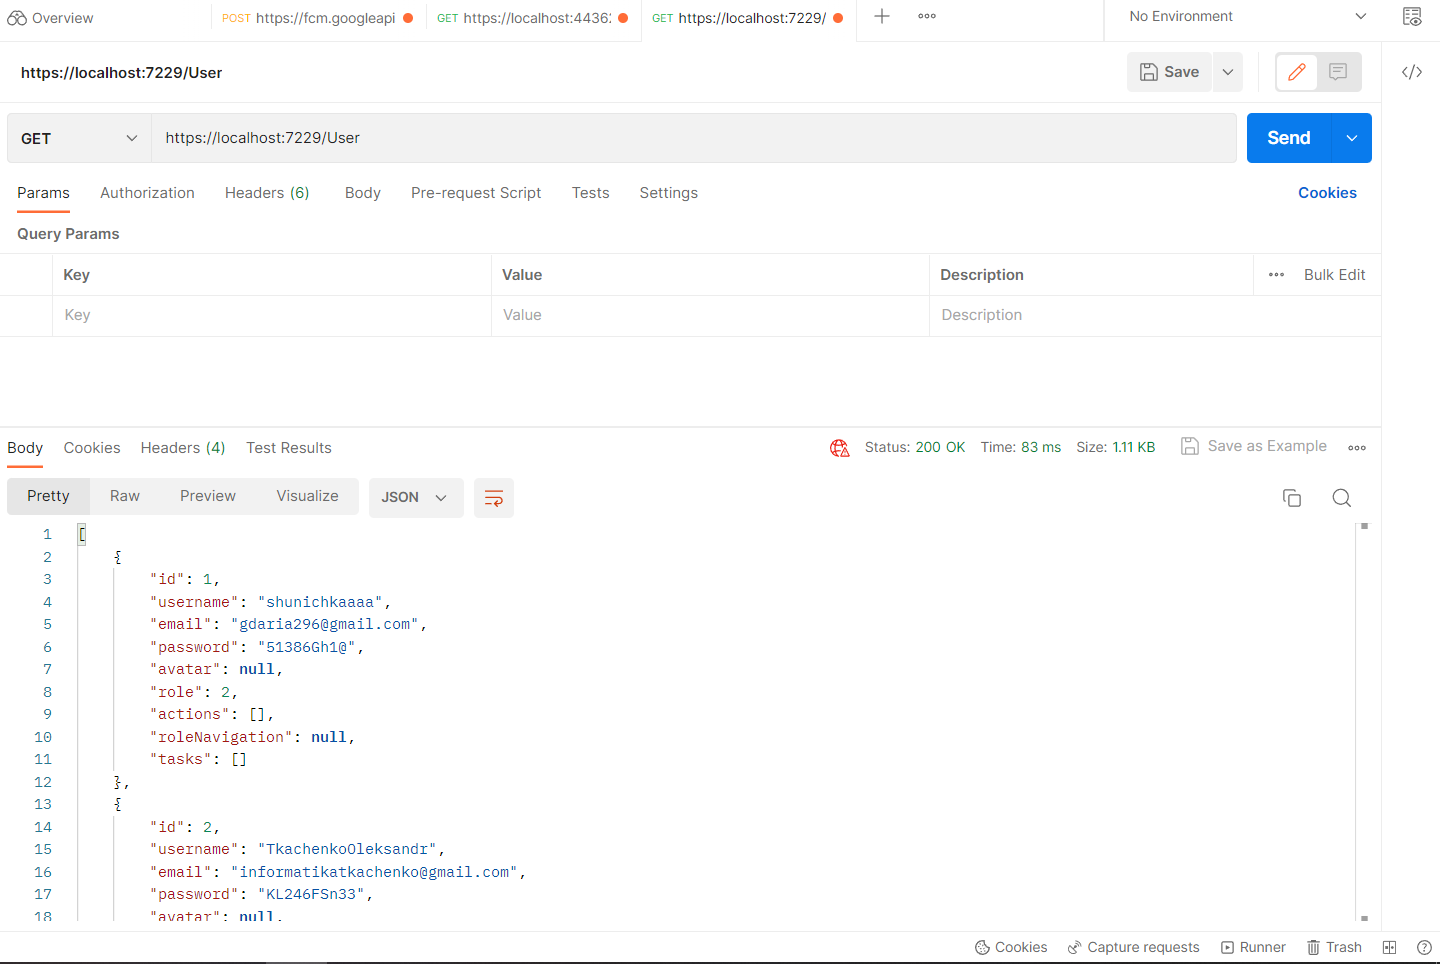 Overview
POST https://fcm.googleapi
GET https://localhost:4436
GET https://localhost:7229/
No Environment
https://localhost:7229/User
Save
GET
https://localhost:7229/User
Send
Params
Authorization
Headers (6)
Body
Pre-request Script
Tests
Settings
Cookies
Query Params
Key
Value
Description
Bulk Edit
Key
Value
Description
Body
Cookies
Headers (4)
Test Results
Status: 200 OK
Time: 83 ms
Size: 1.11 KB
Save as Example
Pretty
Raw
Preview
Visualize
JSON
1 [
2 {
3 "id": 1,
4 "username": "shunichkaaaa",
5 "email": "gdaria296@gmail.com",
6 "password": "51386Gh1@",
7 "avatar": null,
8 "role": 2,
9 "actions": [],
10 "roleNavigation": null,
11 "tasks": []
12 },
13 {
14 "id": 2,
15 "username": "TkachenkoOleksandr",
16 "email": "informatikatkachenko@gmail.com",
17 "password": "KL246FSn33",
18 "avatar": null,
Cookies
Capture requests
Runner
Trash